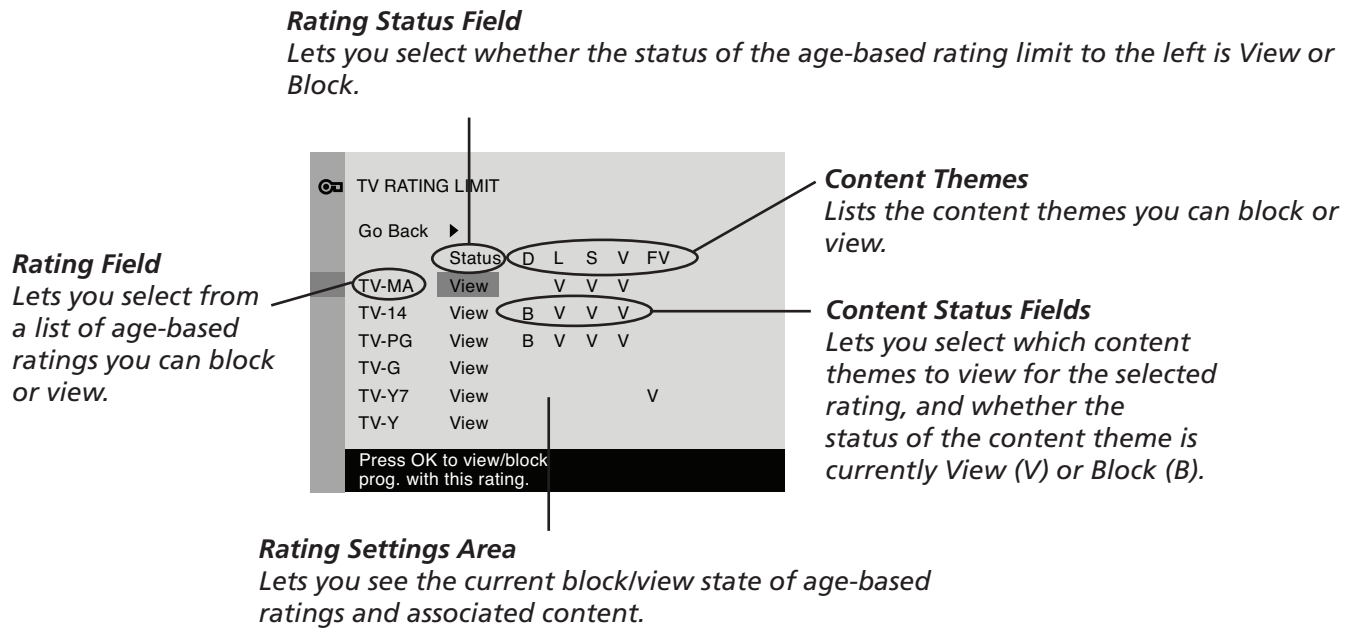 Rating Status Field
Lets you select whether the status of the age-based rating limit to the left is View or
Block.
TV RATING LIMIT
Go Back
Status D L S V FV
TV-MA View V V V
TV-14 View B V V V
TV-PG View B V V V
TV-G View
TV-Y7 View V
TV-Y View
Press OK to view/block
prog. with this rating.
Rating Field
Lets you select from
a list of age-based
ratings you can block
or view.
Content Themes
Lists the content themes you can block or
view.
Content Status Fields
Lets you select which content
themes to view for the selected
rating, and whether the
status of the content theme is
currently View (V) or Block (B).
Rating Settings Area
Lets you see the current block/view state of age-based
ratings and associated content.